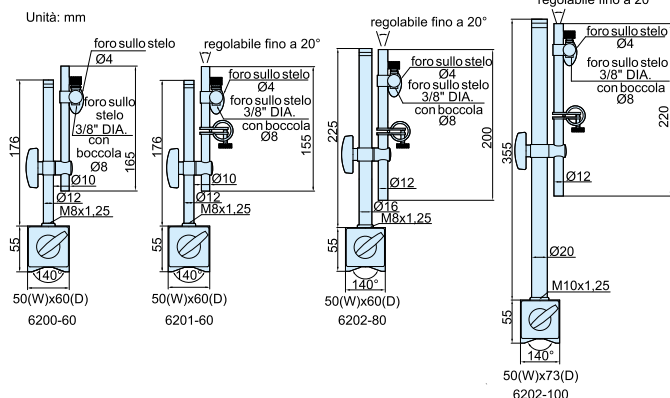 Unità: mm
foro sullo stelo
Ø4
foro sullo
stelo
3/8" DIA.
con
boccola
Ø8
176
165
Ø10
Ø12
M8x1,25
55
140°
50(W)x60(D)
6200-60
regolabile fino a 20°
foro sullo stelo
Ø4
foro sullo stelo
3/8" DIA.
con boccola
Ø8
176
155
Ø10
Ø12
M8x1,25
55
140°
50(W)x60(D)
6201-60
regolabile fino a 20°
foro sullo stelo
Ø4
foro sullo stelo
3/8" DIA.
con boccola
Ø8
225
200
Ø12
Ø16
M8x1,25
55
140°
50(W)x60(D)
6202-80
regolabile fino a 20°
foro sullo stelo
Ø4
foro sullo stelo
3/8" DIA.
con boccola
Ø8
355
220
Ø12
Ø20
M10x1,25
55
140°
50(W)x73(D)
6202-100